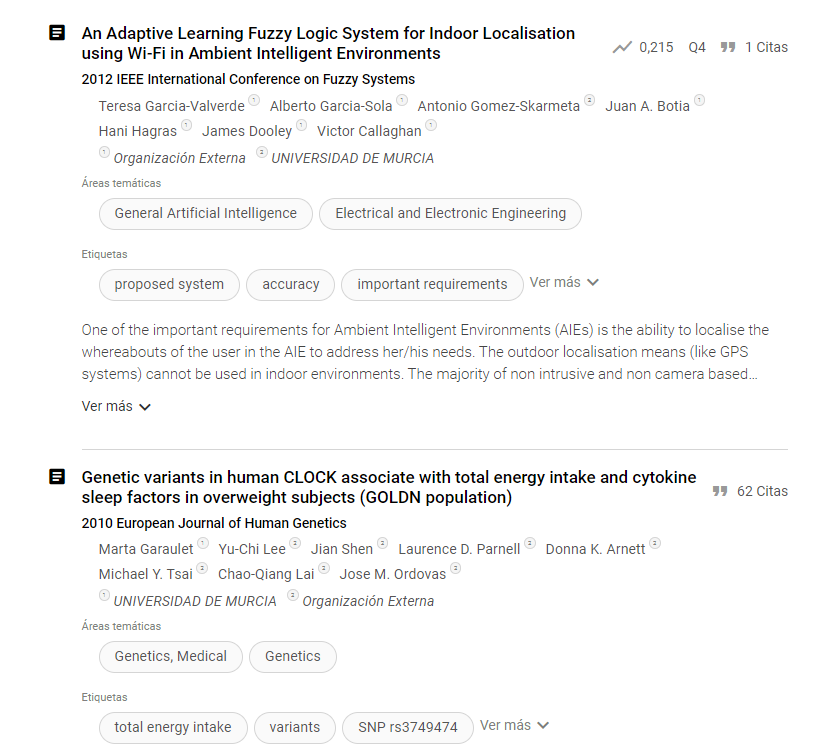 An Adaptive Learning Fuzzy Logic System for Indoor Localisation
using Wi-Fi in Ambient Intelligent Environments
0,215 Q4 1 Citas
2012 IEEE International Conference on Fuzzy Systems
Teresa Garcia-Valverde 1 Alberto Garcia-Sola 1 Antonio Gomez-Skarmeta 2 Juan A. Botia 1
Hani Hagras 1 James Dooley 1 Victor Callaghan 1
1 Organización Externa 2 UNIVERSIDAD DE MURCIA
Áreas temáticas
General Artificial Intelligence Electrical and Electronic Engineering
Etiquetas
proposed system accuracy important requirements Ver más
One of the important requirements for Ambient Intelligent Environments (AIEs) is the ability to localise the
whereabouts of the user in the AIE to address her/his needs. The outdoor localisation means (like GPS
systems) cannot be used in indoor environments. The majority of non intrusive and non camera based...
Ver más
Genetic variants in human CLOCK associate with total energy intake and cytokine
sleep factors in overweight subjects (GOLDN population)
62 Citas
2010 European Journal of Human Genetics
Marta Garaulet 1 Yu-Chi Lee 2 Jian Shen 2 Laurence D. Parnell 2 Donna K. Arnett 2
Michael Y. Tsai 2 Chao-Qiang Lai 2 Jose M. Ordovas 2
1 UNIVERSIDAD DE MURCIA 2 Organización Externa
Áreas temáticas
Genetics, Medical Genetics
Etiquetas
total energy intake variants SNP rs3749474 Ver más